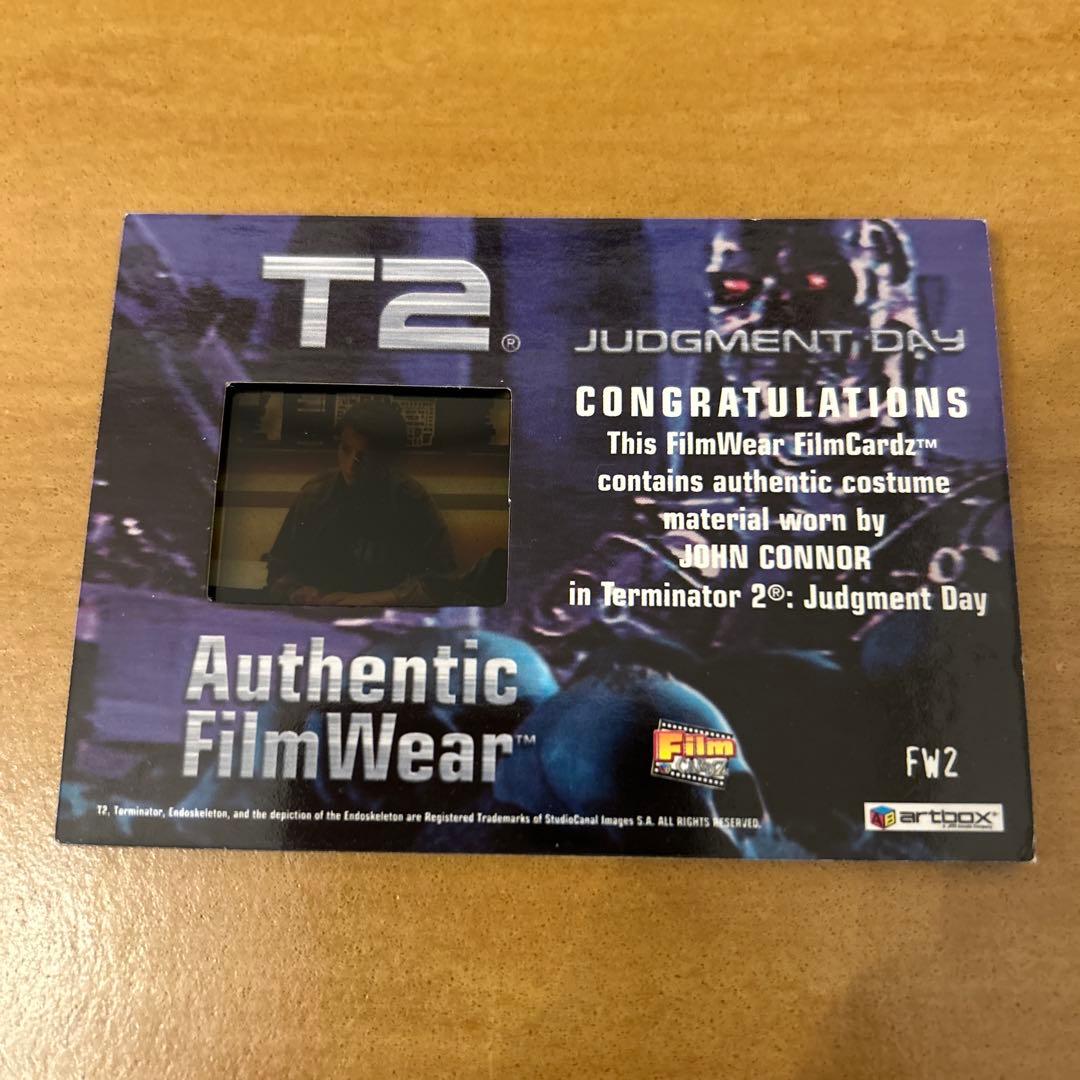 T2®
JUDGMENT DAY
CONGRATULATIONS
This FilmWear FilmCardz™
contains authentic costume
material worn by
JOHN CONNOR
in Terminator 2®: Judgment Day
Authentic
FilmWear™
Film
CARDZ
FW2
T2, Terminator, Endoskeleton, and the depiction of the Endoskeleton are Registered Trademarks of StudioCanal Images S.A. ALL RIGHTS RESERVED.
AB artbox